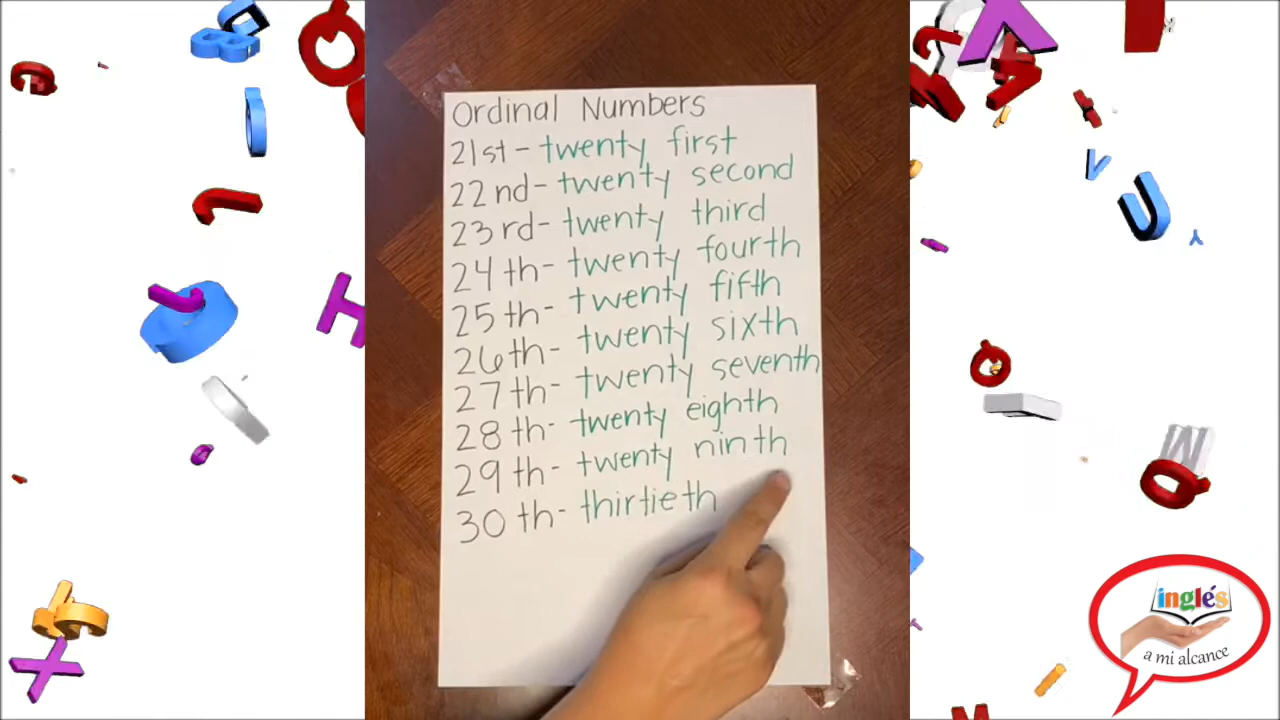 Ordinal Numbers
21st - twenty first
22nd - twenty second
23rd - twenty third
24th - twenty fourth
25th - twenty fifth
26th - twenty sixth
27th - twenty seventh
28th - twenty eighth
29th - twenty ninth
30th - thirtieth
inglés
a mi alcance